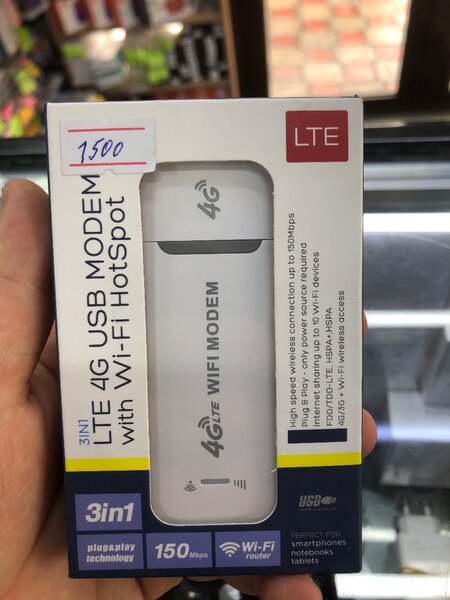 1500
LTE
3IN1
LTE 4G USB MODEM
with Wi-Fi HotSpot
4G
4G LTE WIFI MODEM
High speed wireless connection up to 150Mbps
Plug & Play - only power source required
Internet sharing up to 10 Wi-Fi devices
FDD/TDD-LTE, HSPA+,HSPA
4G/3G + Wi-Fi wireless access
3in1
plug&play
technology
150 Mbps
Wi-Fi
router
USB
PERFECT FOR
smartphones
notebooks
tablets